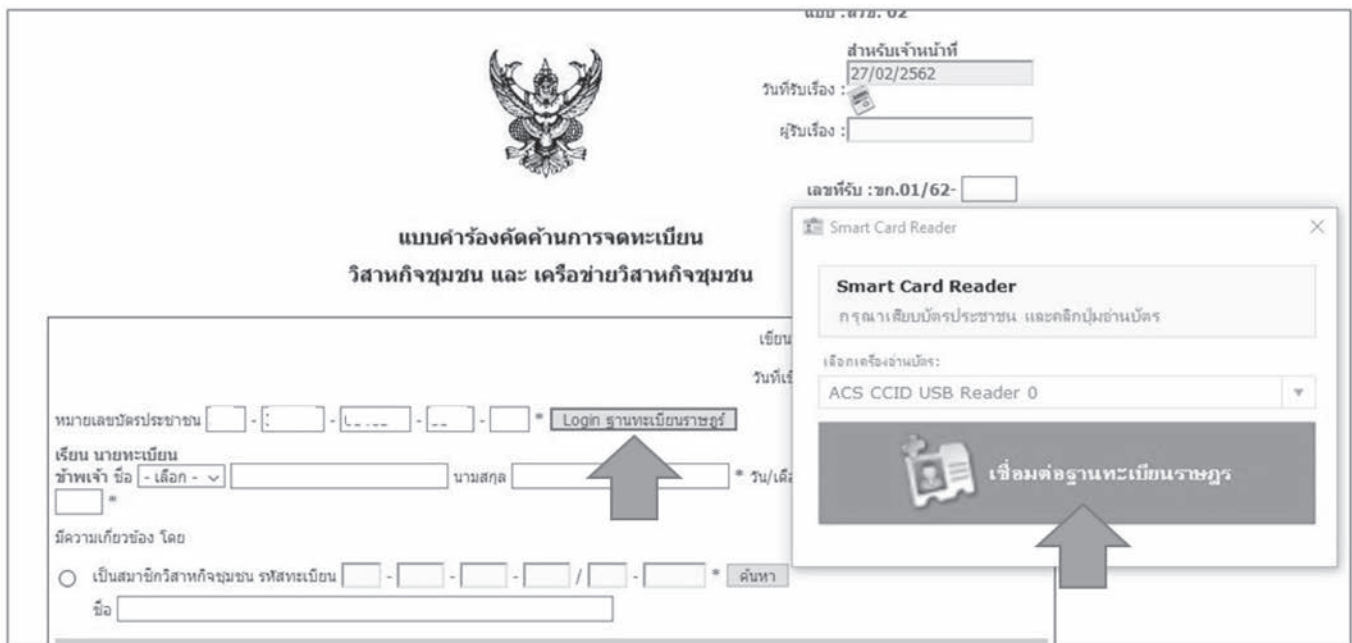 แบบ :สวช. 02
สำหรับเจ้าหน้าที่
27/02/2562
วันที่รับเรื่อง :
ผู้รับเรื่อง :
เลขที่รับ :ขก.01/62-
แบบคำร้องคัดค้านการจดทะเบียน
วิสาหกิจชุมชน และ เครือข่ายวิสาหกิจชุมชน
Smart Card Reader
Smart Card Reader
กรุณาเสียบบัตรประชาชน และคลิกปุ่มอ่านบัตร
เลือกเครื่องอ่านบัตร:
ACS CCID USB Reader 0
เชื่อมต่อฐานทะเบียนราษฎร
เขียน
หมายเลขบัตรประชาชน - - - - * Login ฐานทะเบียนราษฎร์
เรียน นายทะเบียน
ข้าพเจ้า ชื่อ - เลือก - นามสกุล * วัน/เดือ
*
มีความเกี่ยวข้อง โดย
เป็นสมาชิกวิสาหกิจชุมชน รหัสทะเบียน - - - / - * ค้นหา
ชื่อ